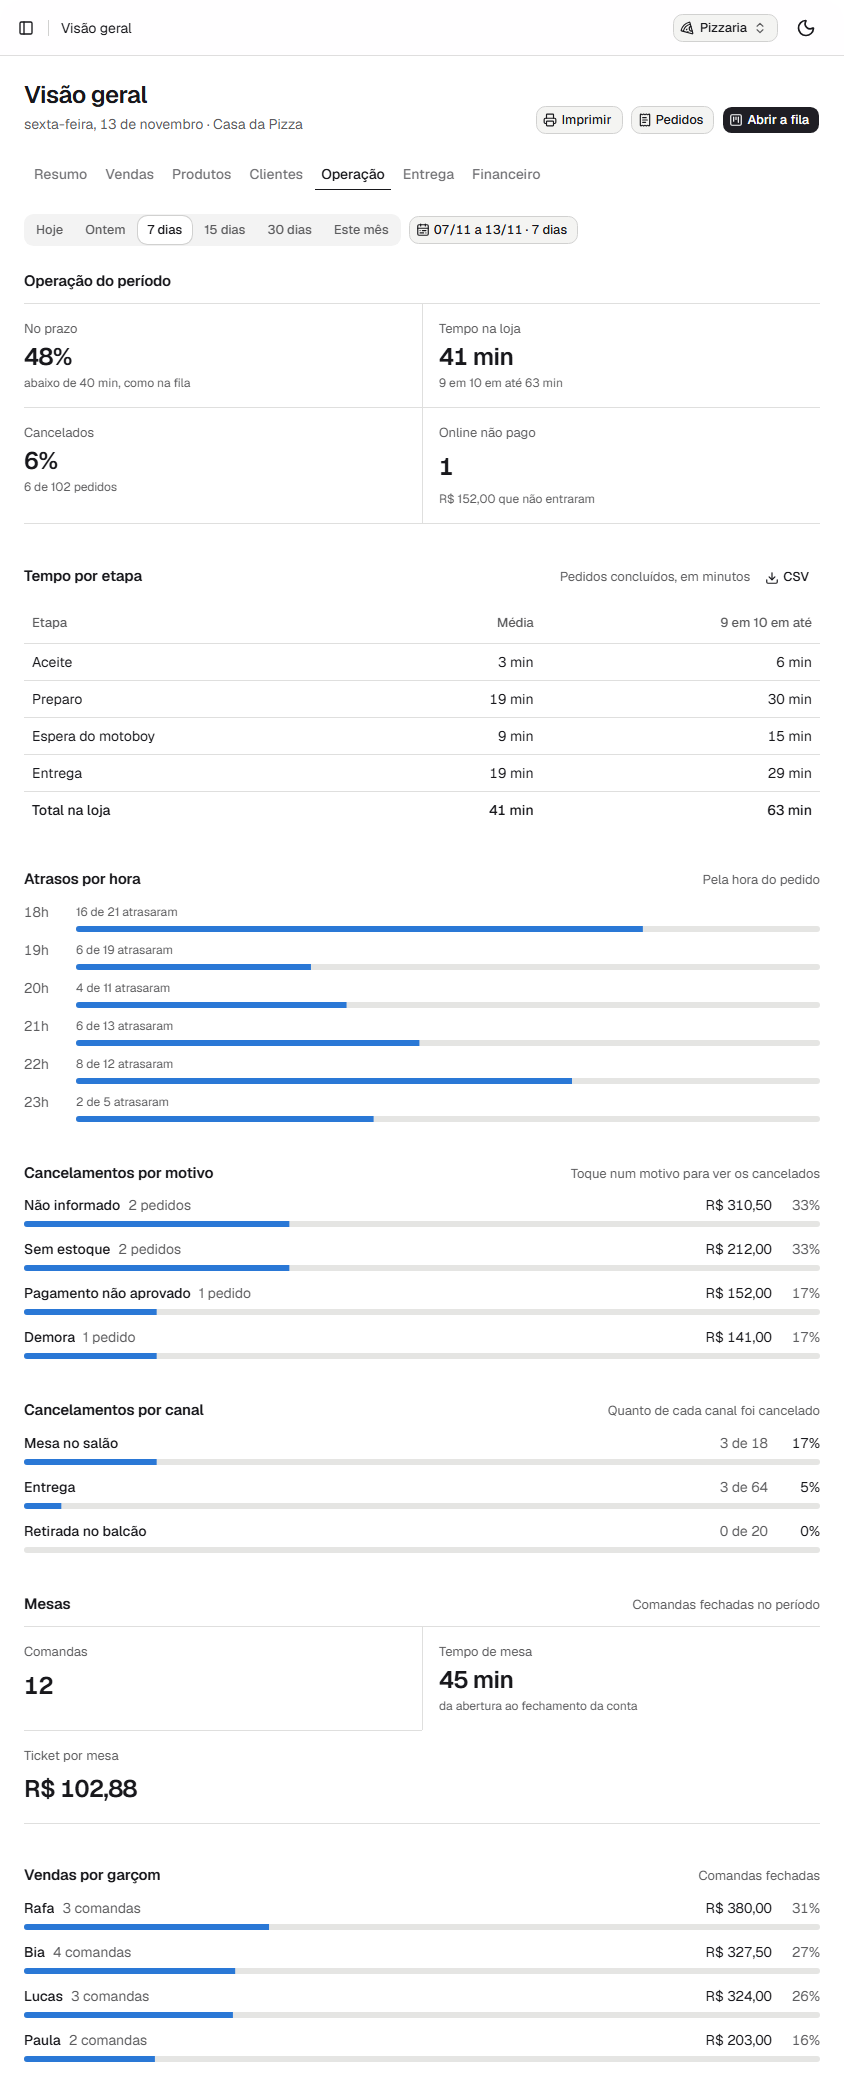 Visão geral
Pizzaria
Visão geral
sexta-feira, 13 de novembro · Casa da Pizza
Imprimir
Pedidos
Abrir a fila
Resumo Vendas Produtos Clientes Operação Entrega Financeiro
Hoje Ontem 7 dias 15 dias 30 dias Este mês
07/11 a 13/11 · 7 dias
Operação do período
No prazo
48%
abaixo de 40 min, como na fila
Tempo na loja
41 min
9 em 10 em até 63 min
Cancelados
6%
6 de 102 pedidos
Online não pago
1
R$ 152,00 que não entraram
Tempo por etapa
Pedidos concluídos, em minutos
CSV
Etapa Média 9 em 10 em até
Aceite 3 min 6 min
Preparo 19 min 30 min
Espera do motoboy 9 min 15 min
Entrega 19 min 29 min
Total na loja 41 min 63 min
Atrasos por hora
Pela hora do pedido
18h 16 de 21 atrasaram
19h 6 de 19 atrasaram
20h 4 de 11 atrasaram
21h 6 de 13 atrasaram
22h 8 de 12 atrasaram
23h 2 de 5 atrasaram
Cancelamentos por motivo
Toque num motivo para ver os cancelados
Não informado 2 pedidos R$ 310,50 33%
Sem estoque 2 pedidos R$ 212,00 33%
Pagamento não aprovado 1 pedido R$ 152,00 17%
Demora 1 pedido R$ 141,00 17%
Cancelamentos por canal
Quanto de cada canal foi cancelado
Mesa no salão 3 de 18 17%
Entrega 3 de 64 5%
Retirada no balcão 0 de 20 0%
Mesas
Comandas fechadas no período
Comandas
12
Tempo de mesa
45 min
da abertura ao fechamento da conta
Ticket por mesa
R$ 102,88
Vendas por garçom
Comandas fechadas
Rafa 3 comandas R$ 380,00 31%
Bia 4 comandas R$ 327,50 27%
Lucas 3 comandas R$ 324,00 26%
Paula 2 comandas R$ 203,00 16%